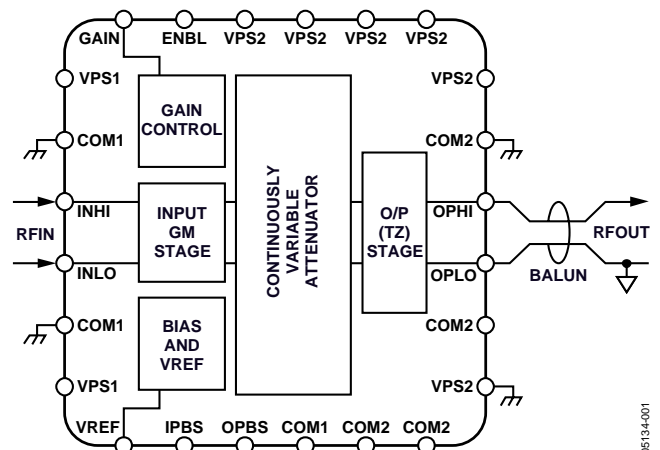 GAIN ENBL VPS2 VPS2 VPS2 VPS2
VPS1
VPS2
GAIN
CONTROL
COM1
COM2
CONTINUOUSLY
VARIABLE
ATTENUATOR
INHI
INPUT
GM
STAGE
O/P
(TZ)
STAGE
OPHI
RFIN
RFOUT
INLO
OPLO
BALUN
COM1
BIAS
AND
VREF
COM2
VPS1
VPS2
VREF IPBS OPBS COM1 COM2 COM2
05134-001